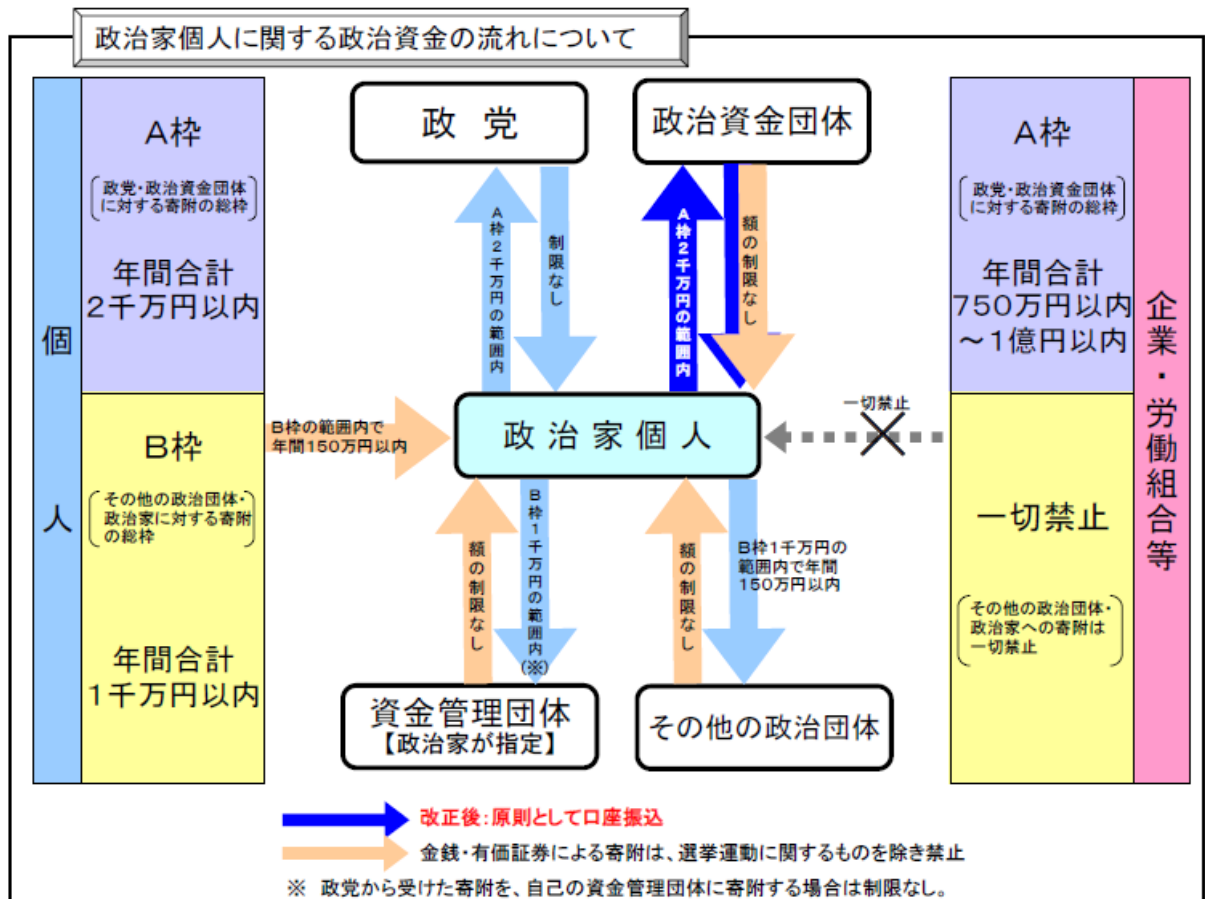 政治家個人に関する政治資金の流れについて
個人
A枠
政党・政治資金団体
に対する寄附の総枠
年間合計
2千万円以内
B枠
その他の政治団体・
政治家に対する寄附
の総枠
年間合計
1千万円以内
政党
政治資金団体
A枠2千万円の範囲内
制限なし
A枠2千万円の範囲内
額の制限なし
B枠の範囲内で
年間150万円以内
政治家個人
一切禁止
額の制限なし
B枠1千万円の範囲内(※)
額の制限なし
B枠1千万円の
範囲内で年間
150万円以内
資金管理団体
【政治家が指定】
その他の政治団体
A枠
政党・政治資金団体
に対する寄附の総枠
年間合計
750万円以内
~1億円以内
一切禁止
その他の政治団体・
政治家への寄附は
一切禁止
企業・労働組合等
改正後:原則として口座振込
金銭・有価証券による寄附は、選挙運動に関するものを除き禁止
※ 政党から受けた寄附を、自己の資金管理団体に寄附する場合は制限なし。